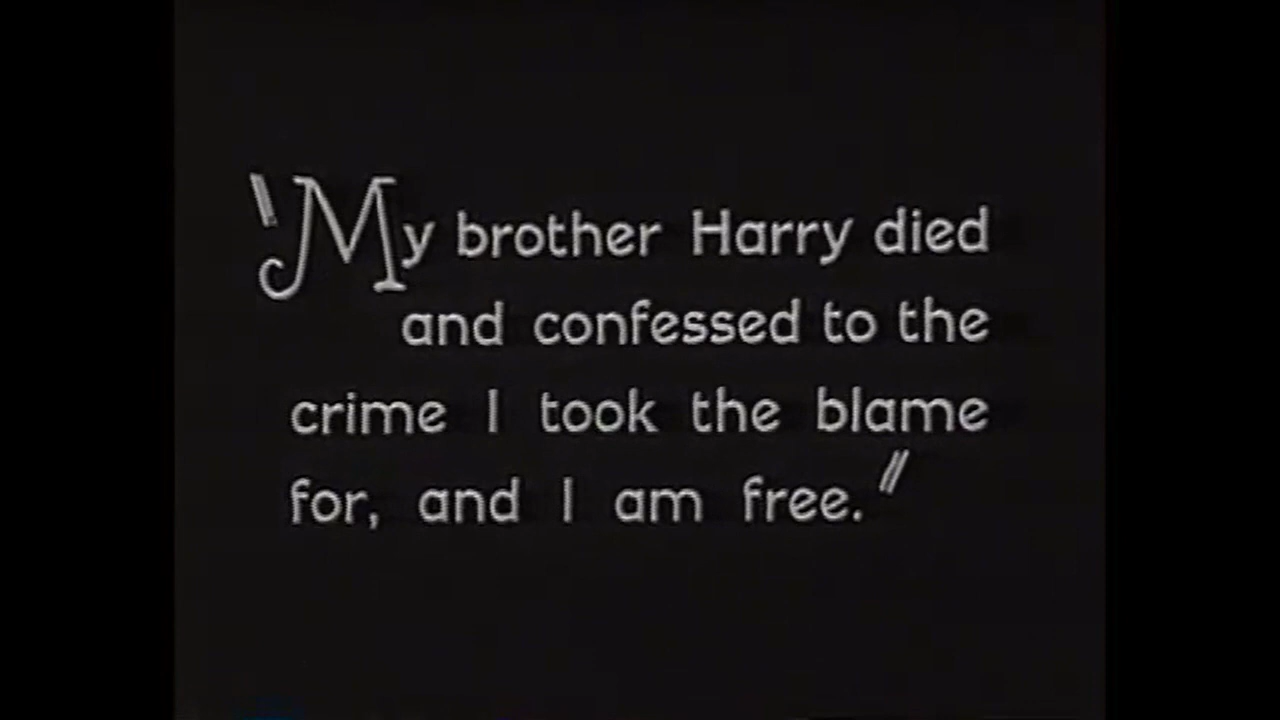 "My brother Harry died
and confessed to the
crime I took the blame
for, and I am free."